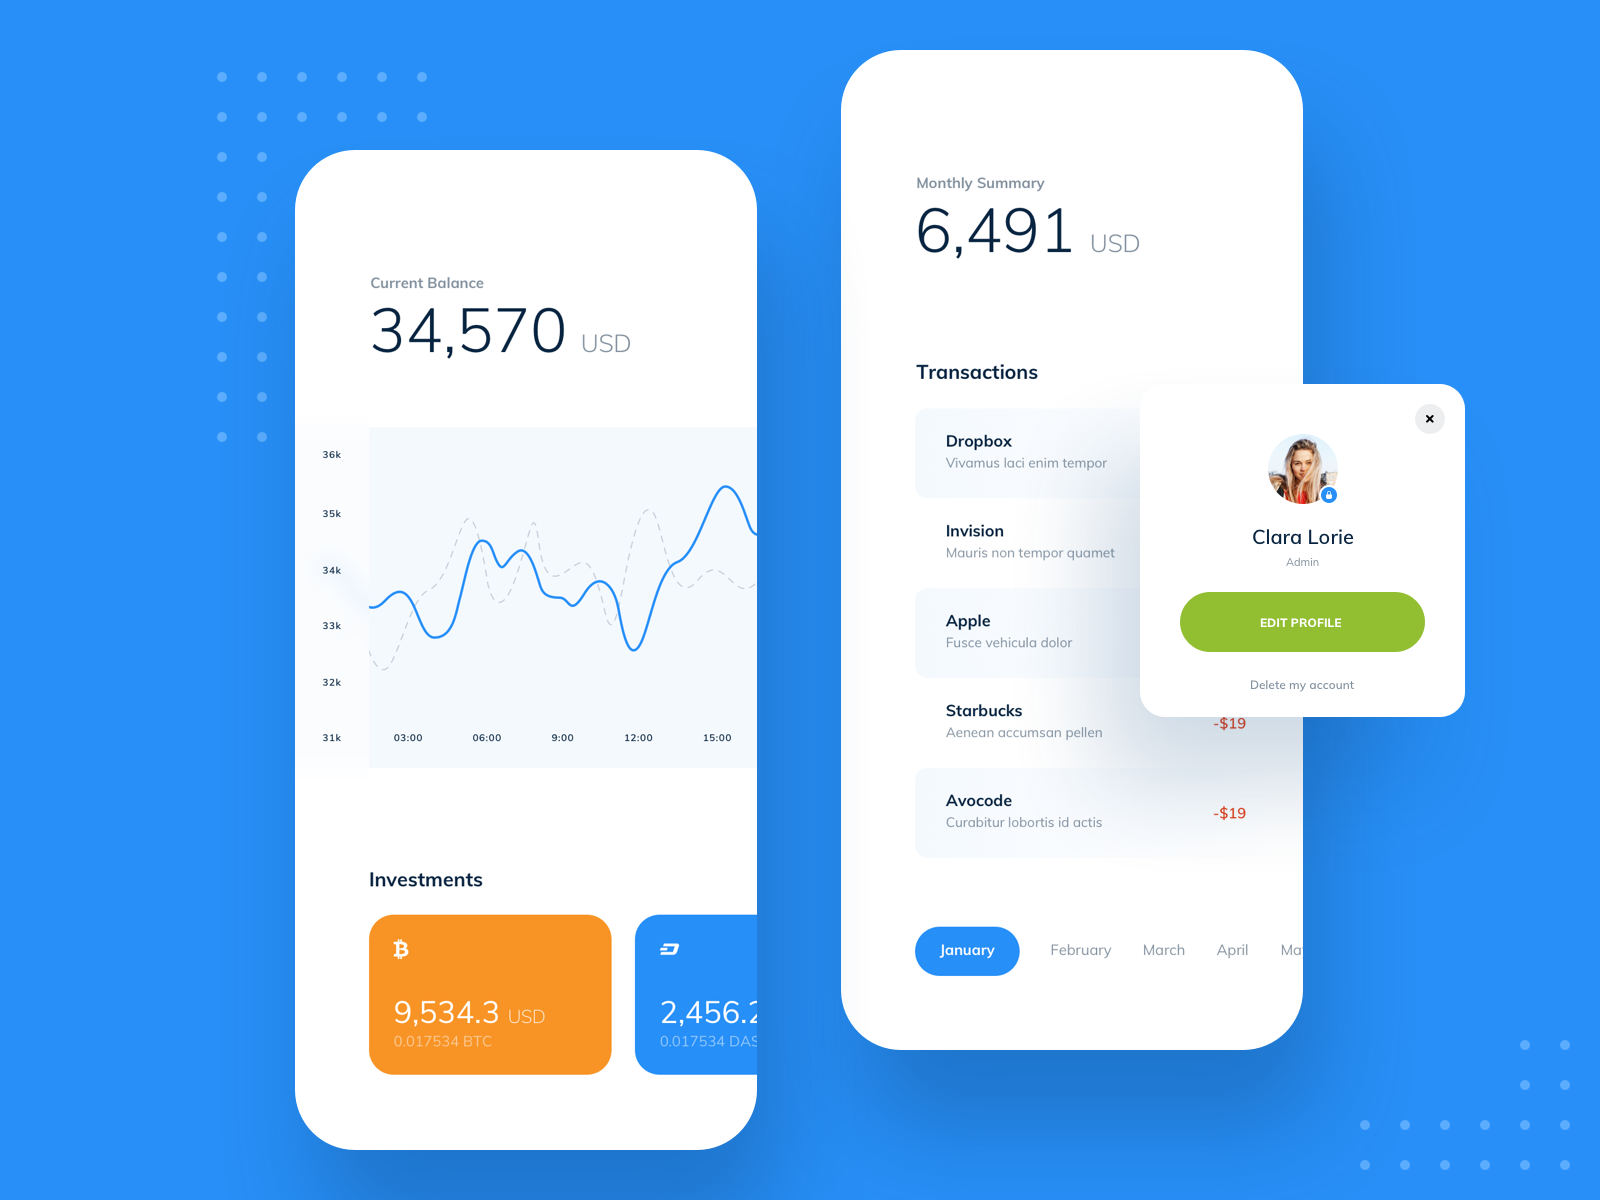 Current Balance
34,570 USD
36k
35k
34k
33k
32k
31k
03:00 06:00 9:00 12:00 15:00
Investments
9,534.3 USD
0.017534 BTC
2,456.2
0.017534 DAS
Monthly Summary
6,491 USD
Transactions
Dropbox
Vivamus laci enim tempor
Invision
Mauris non tempor quamet
Apple
Fusce vehicula dolor
Starbucks
Aenean accumsan pellen
-$19
Avocode
Curabitur lobortis id actis
-$19
January February March April May
Clara Lorie
Admin
EDIT PROFILE
Delete my account